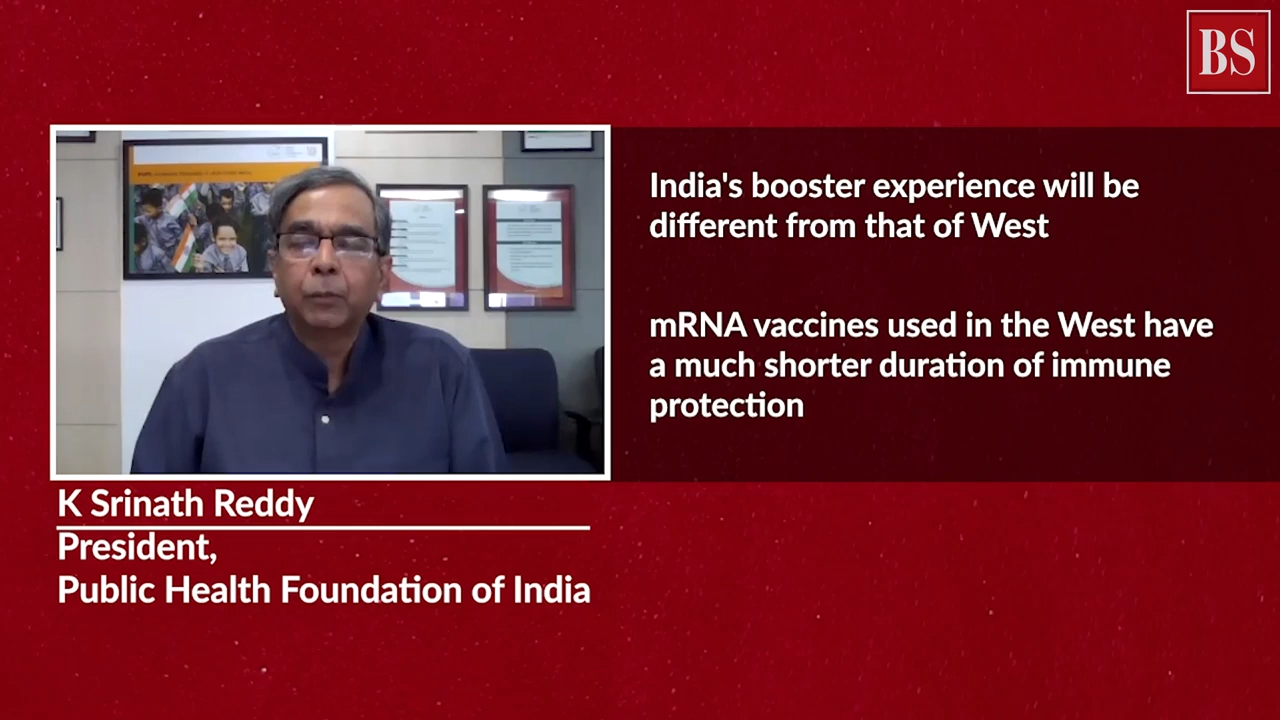 BS
India's booster experience will be
different from that of West
mRNA vaccines used in the West have
a much shorter duration of immune
protection
K Srinath Reddy
President,
Public Health Foundation of India